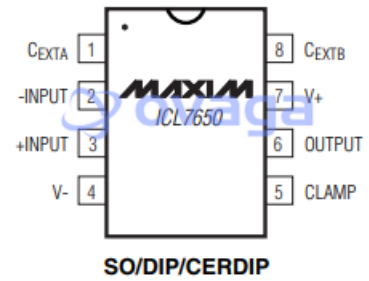 CEXTA 1 8 CEXTB
-INPUT 2 MAXIM 7 V+
ovaga
ICL7650
+INPUT 3 6 OUTPUT
V- 4 5 CLAMP
SO/DIP/CERDIP